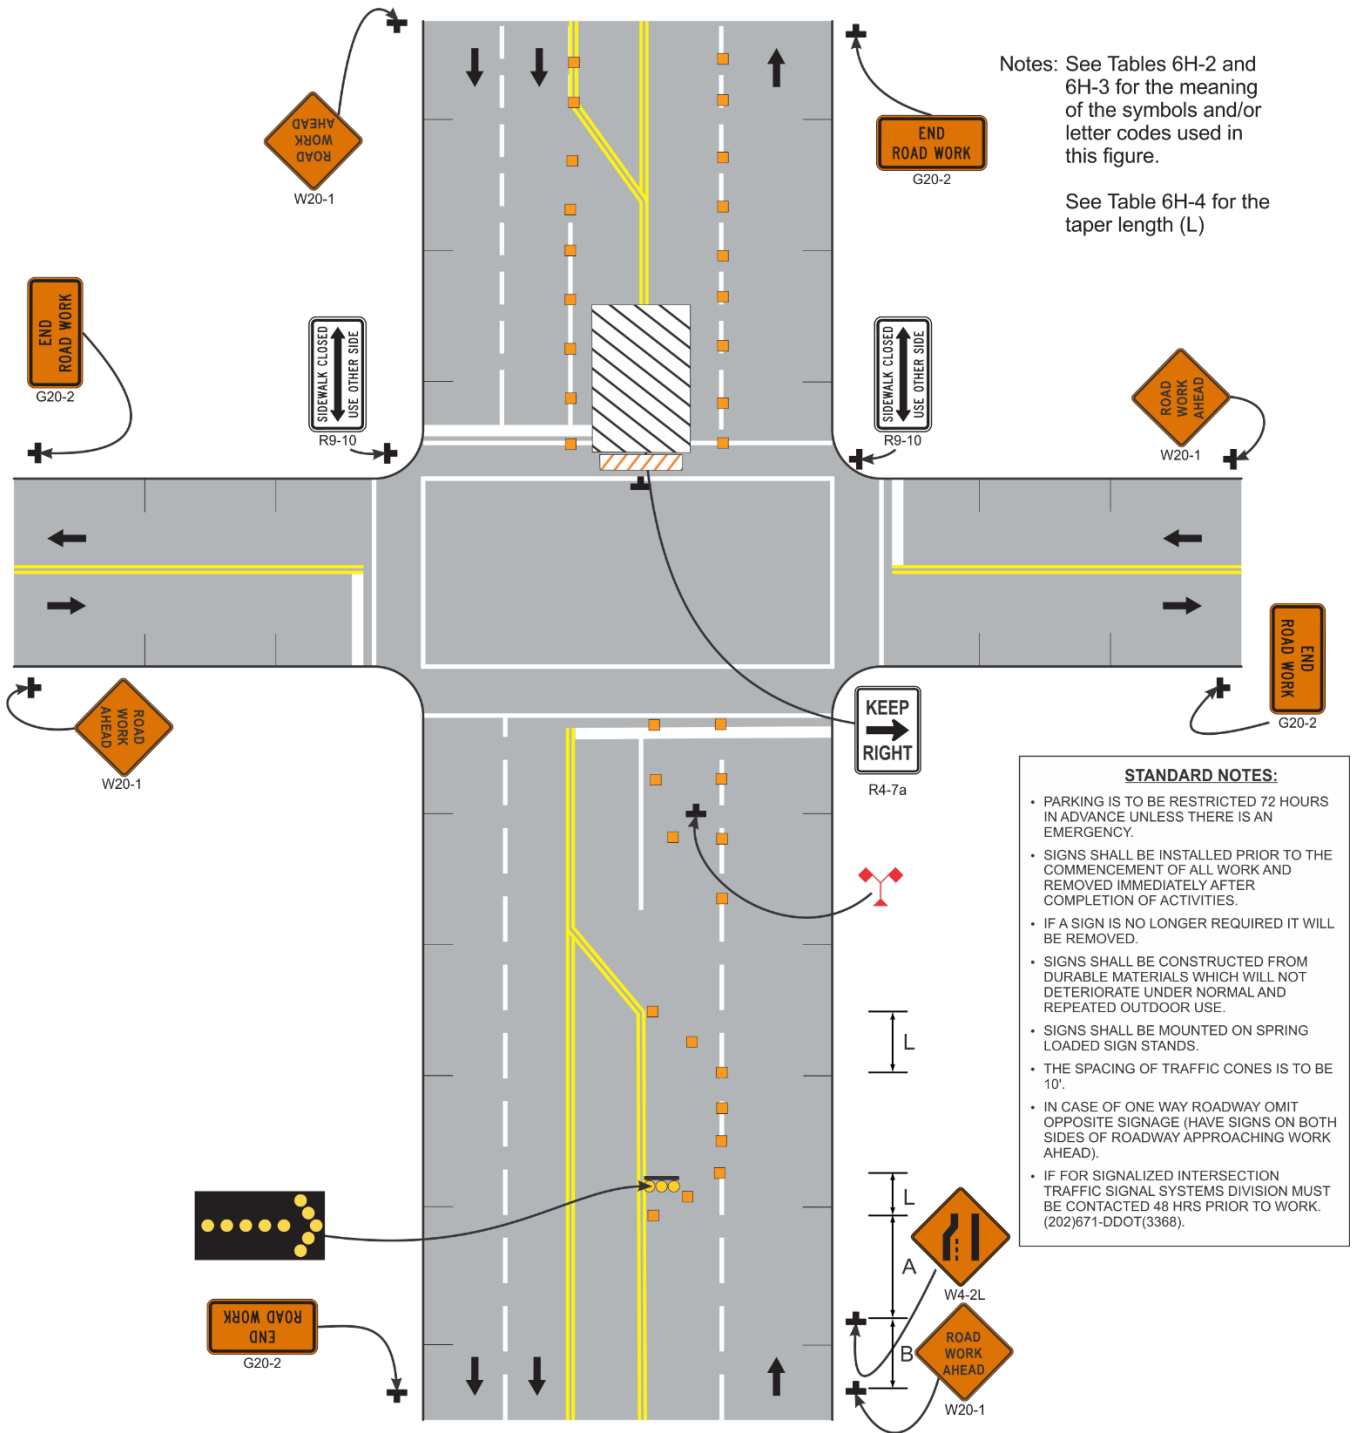 Notes: See Tables 6H-2 and
6H-3 for the meaning
of the symbols and/or
letter codes used in
this figure.
See Table 6H-4 for the
taper length (L)
ROAD
WORK
AHEAD
W20-1
END
ROAD WORK
G20-2
END
ROAD WORK
G20-2
SIDEWALK CLOSED
USE OTHER SIDE
R9-10
SIDEWALK CLOSED
USE OTHER SIDE
R9-10
ROAD
WORK
AHEAD
W20-1
END
ROAD WORK
G20-2
ROAD
WORK
AHEAD
W20-1
KEEP
RIGHT
R4-7a
STANDARD NOTES:
• PARKING IS TO BE RESTRICTED 72 HOURS
IN ADVANCE UNLESS THERE IS AN
EMERGENCY.
• SIGNS SHALL BE INSTALLED PRIOR TO THE
COMMENCEMENT OF ALL WORK AND
REMOVED IMMEDIATELY AFTER
COMPLETION OF ACTIVITIES.
• IF A SIGN IS NO LONGER REQUIRED IT WILL
BE REMOVED.
• SIGNS SHALL BE CONSTRUCTED FROM
DURABLE MATERIALS WHICH WILL NOT
DETERIORATE UNDER NORMAL AND
REPEATED OUTDOOR USE.
• SIGNS SHALL BE MOUNTED ON SPRING
LOADED SIGN STANDS.
• THE SPACING OF TRAFFIC CONES IS TO BE
10'.
• IN CASE OF ONE WAY ROADWAY OMIT
OPPOSITE SIGNAGE (HAVE SIGNS ON BOTH
SIDES OF ROADWAY APPROACHING WORK
AHEAD).
• IF FOR SIGNALIZED INTERSECTION
TRAFFIC SIGNAL SYSTEMS DIVISION MUST
BE CONTACTED 48 HRS PRIOR TO WORK.
(202)671-DDOT(3368).
L
L
A
B
W4-2L
ROAD
WORK
AHEAD
W20-1
END
ROAD WORK
G20-2